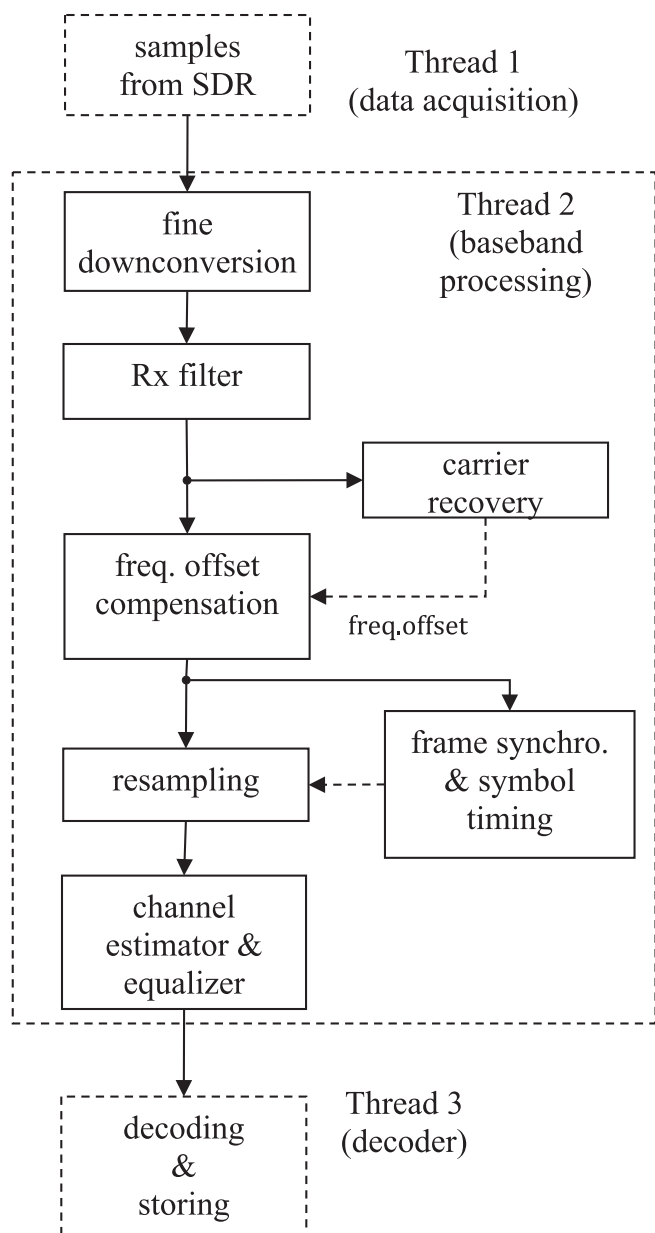 samples
from SDR
Thread 1
(data acquisition)
Thread 2
(baseband
processing)
fine
downconversion
Rx filter
carrier
recovery
freq. offset
compensation
freq.offset
frame synchro.
& symbol
timing
resampling
channel
estimator &
equalizer
Thread 3
(decoder)
decoding
&
storing